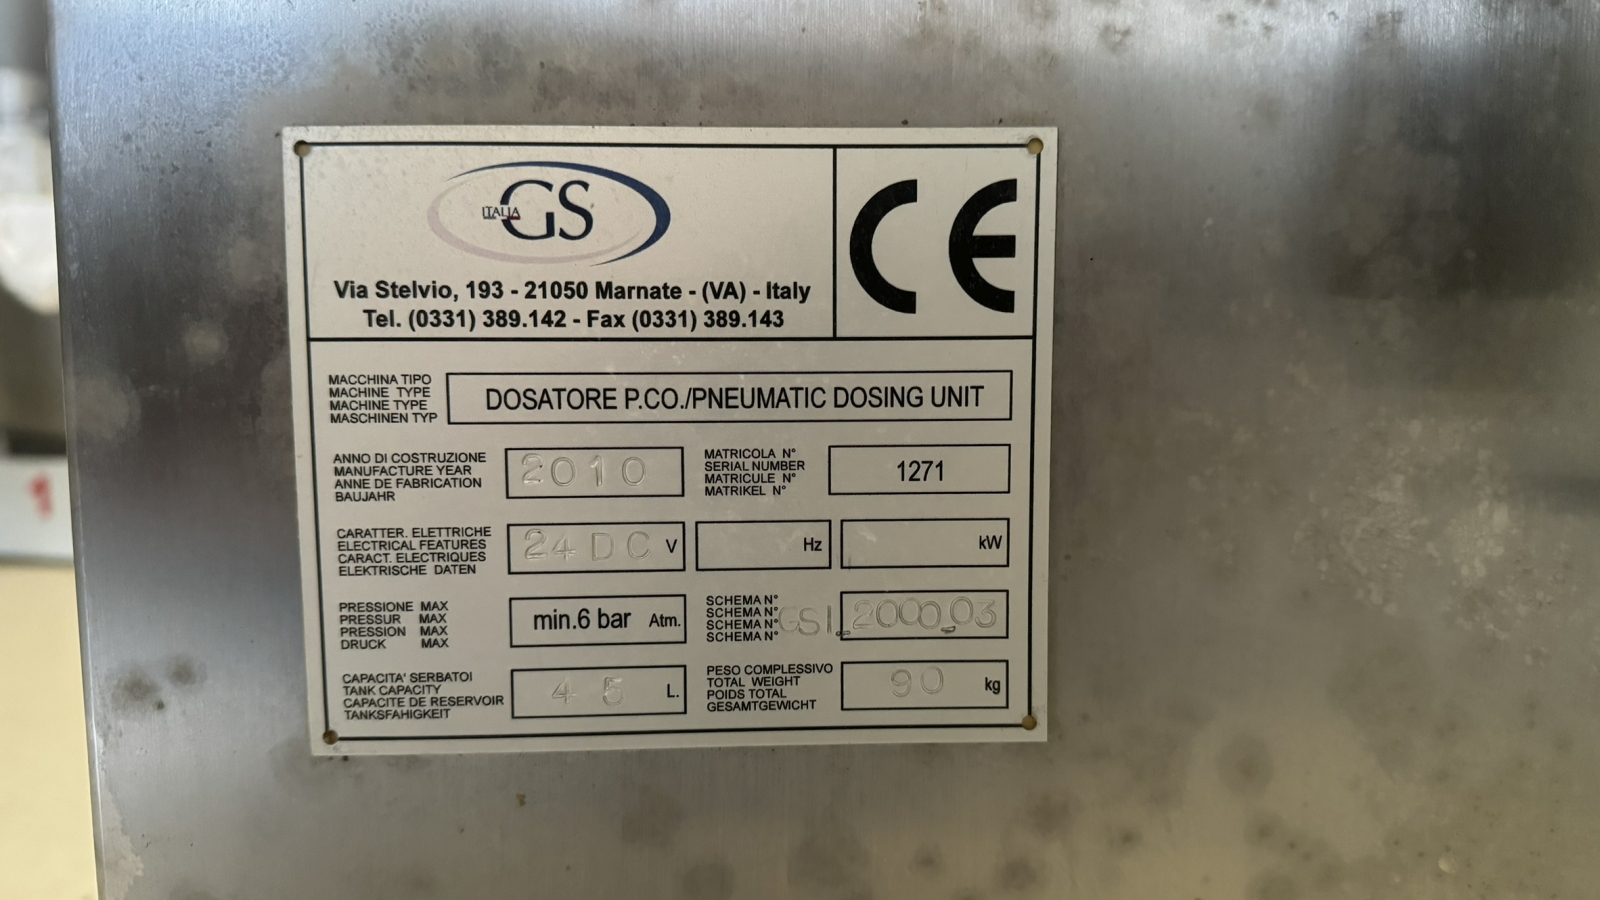 ITALIA GS
Via Stelvio, 193 - 21050 Marnate - (VA) - Italy
Tel. (0331) 389.142 - Fax (0331) 389.143
CE
MACCHINA TIPO
MACHINE TYPE
MACHINE TYPE
MASCHINEN TYP
DOSATORE P.CO./PNEUMATIC DOSING UNIT
ANNO DI COSTRUZIONE
MANUFACTURE YEAR
ANNE DE FABRICATION
BAUJAHR
2010
MATRICOLA N°
SERIAL NUMBER
MATRICULE N°
MATRIKEL N°
1271
CARATTER. ELETTRICHE
ELECTRICAL FEATURES
CARACT. ELECTRIQUES
ELEKTRISCHE DATEN
24 DC V
Hz
kW
PRESSIONE MAX
PRESSUR MAX
PRESSION MAX
DRUCK MAX
min.6 bar Atm.
SCHEMA N°
SCHEMA N°
SCHEMA N°
SCHEMA N°
GSI_2000_03
CAPACITA' SERBATOI
TANK CAPACITY
CAPACITE DE RESERVOIR
TANKSFAHIGKEIT
45 L.
PESO COMPLESSIVO
TOTAL WEIGHT
POIDS TOTAL
GESAMTGEWICHT
90 kg
1